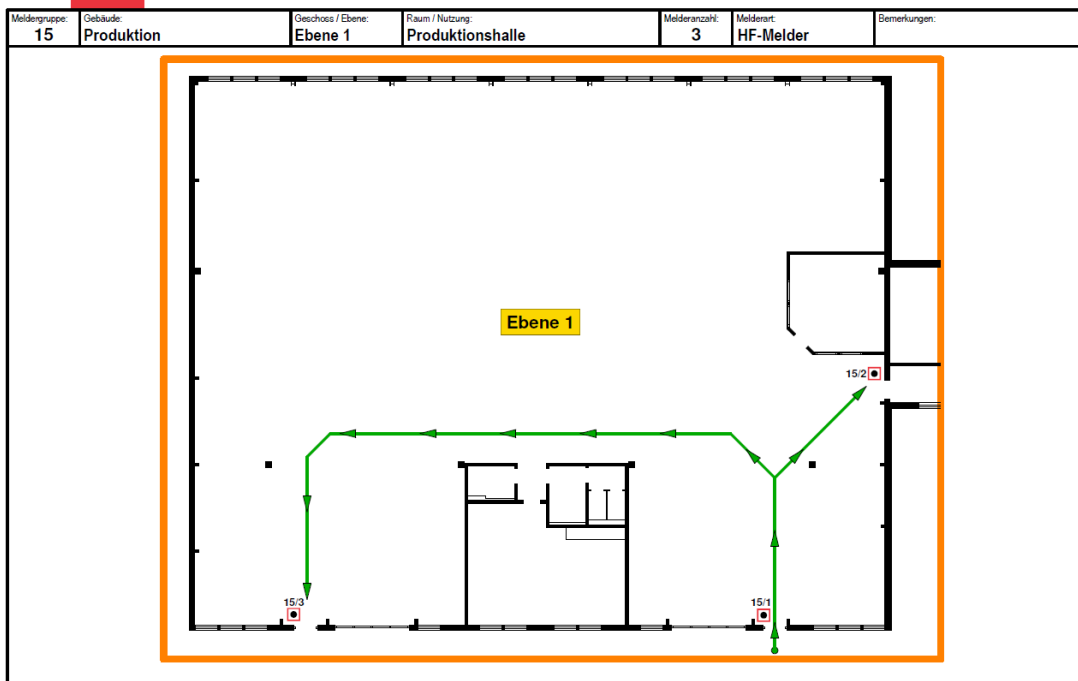 Meldergruppe: Gebäude: Geschoss / Ebene: Raum / Nutzung: Melderanzahl: Melderart: Bemerkungen:
15 Produktion Ebene 1 Produktionshalle 3 HF-Melder
Ebene 1
15/2
15/3
15/1